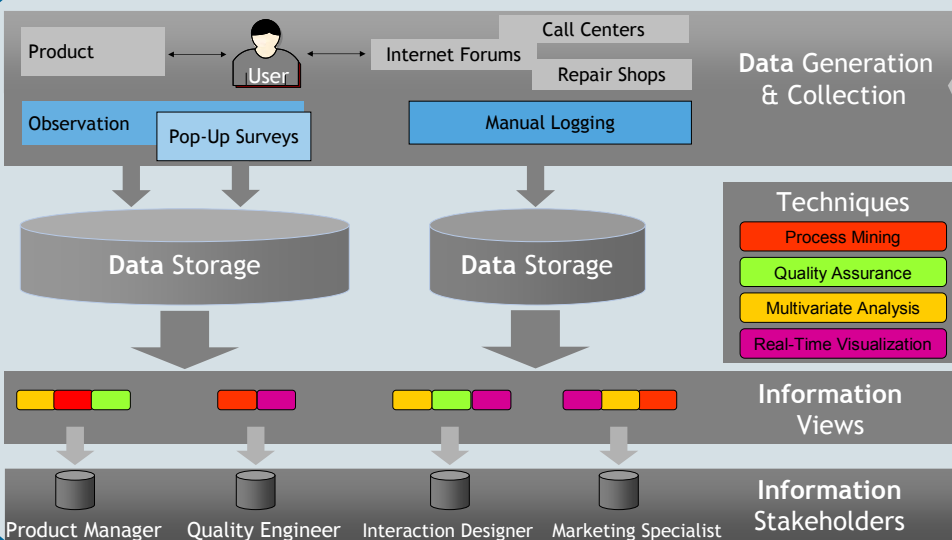 Product
User
Internet Forums
Call Centers
Repair Shops
Data Generation
& Collection
Observation
Pop-Up Surveys
Manual Logging
Data Storage
Data Storage
Techniques
Process Mining
Quality Assurance
Multivariate Analysis
Real-Time Visualization
Information
Views
Information
Stakeholders
Product Manager
Quality Engineer
Interaction Designer
Marketing Specialist